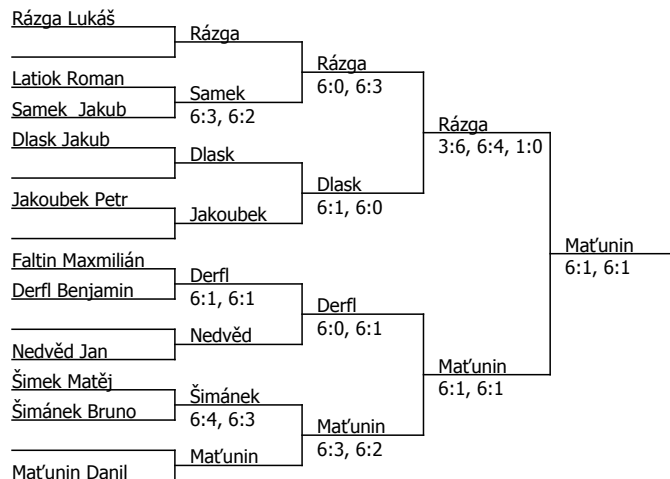 Rázga Lukáš
Latiok Roman
Samek  Jakub
Dlask Jakub
Jakoubek Petr
Faltin Maxmilián
Derfl Benjamin
Nedvěd Jan
Šimek Matěj
Šimánek Bruno
Maťunin Danil
Rázga
Samek
6:3, 6:2
Dlask
Jakoubek
Derfl
6:1, 6:1
Nedvěd
Šimánek
6:4, 6:3
Maťunin
Rázga
6:0, 6:3
Dlask
6:1, 6:0
Derfl
6:0, 6:1
Maťunin
6:3, 6:2
Rázga
3:6, 6:4, 1:0
Maťunin
6:1, 6:1
Maťunin
6:1, 6:1